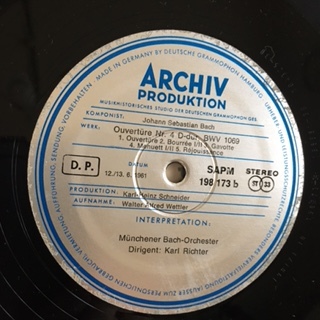 MADE IN GERMANY BY DEUTSCHE GRAMMOPHON HAMBURG
ARCHIV
PRODUKTION
MUSIKHISTORISCHES STUDIO DER DEUTSCHEN GRAMMOPHON GES.
KOMPONIST: Johann Sebastian Bach
WERK: Ouvertüre Nr. 4 D-dur, BWV 1069
1. Ouvertüre 2. Bourrée I/II 3. Gavotte
4. Menuett I/II 5. Réjouissance
D. P. DATUM SAPM STEREO
12./13. 6. 1961 198 173 b ST 33
PRODUKTION: Karl-Heinz Schneider
AUFNAHME: Walter Alfred Wettler
INTERPRETATION:
Münchener Bach-Orchester
Dirigent: Karl Richter